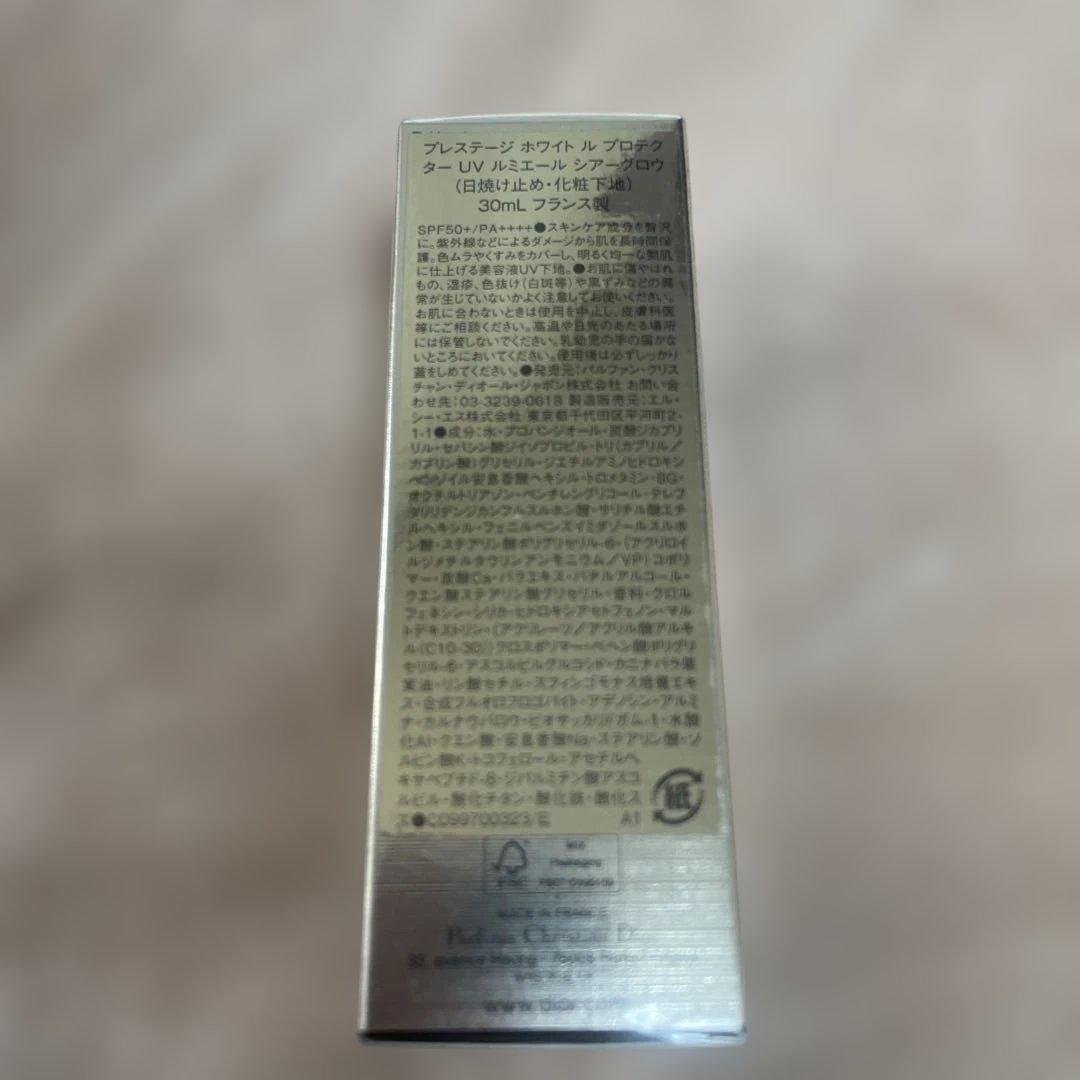 プレステージ ホワイト ル プロテク
ター UV ルミエール シアーグロウ
(日焼け止め・化粧下地)
30mL フランス製
SPF50+/PA++++●スキンケア成分を贅沢
に。紫外線などによるダメージから肌を長時間保
護。色ムラやくすみをカバーし、明るく均一な艶肌
に仕上げる美容液UV下地。●お肌に傷やはれ
もの、湿疹、色抜け(白斑等)や黒ずみなどの異
常が生じていないかよく注意してお使いください。
お肌に合わないときは使用を中止し、皮膚科医
等にご相談ください。高温や日光のあたる場所
には保管しないでください。乳幼児の手の届かな
いところにおいてください。使用後は必ずしっかり
蓋をしめてください。●発売元:パルファン・クリス
チャン・ディオール・ジャポン株式会社 お問い合
わせ先:03-3239-0618 製造販売元:エル・
シー・エス株式会社 東京都千代田区平河町2-
1-1●成分:水・プロパンジオール・炭酸ジカプリ
リル・セバシン酸ジイソプロピル・トリ(カプリル/
カプリン酸)グリセリル・ジエチルアミノヒドロキシ
ベンゾイル安息香酸ヘキシル・トロメタミン・BG・
オクチルトリアゾン・ペンチレングリコール・テレフ
タリリデンジカンフルスルホン酸・サリチル酸エチ
ルヘキシル・フェニルベンズイミダゾールスルホ
ン酸・ステアリン酸ポリグリセリル-6・(アクリロイ
ルジメチルタウリンアンモニウム/VP)コポリ
マー・炭酸Ca・バラエキス・バチルアルコール・
クエン酸ステアリン酸グリセリル・香料・クロル
フェネシン・シリカ・ヒドロキシアセトフェノン・マル
トデキストリン・(アクリレーツ/アクリル酸アルキ
ル(C10-30))クロスポリマー・ベヘン酸ポリグリ
セリル-6・アスコルビルグルコシド・カニナバラ果
実油・リン酸セチル・スフィンゴモナス培養エキ
ス・合成フルオロフロゴパイト・アデノシン・アルミ
ナ・カルナウバロウ・ビオサッカリドガム-1・水酸
化Al・クエン酸・安息香酸Na・ステアリン酸・ソ
ルビン酸K・トコフェロール・アセチルヘ
キサペプチド-8・ジパルミチン酸アスコ
ルビル・酸化チタン・酸化鉄・酸化ス
ズ●C099700323/E A1
紙
MADE IN FRANCE
www.dior.com